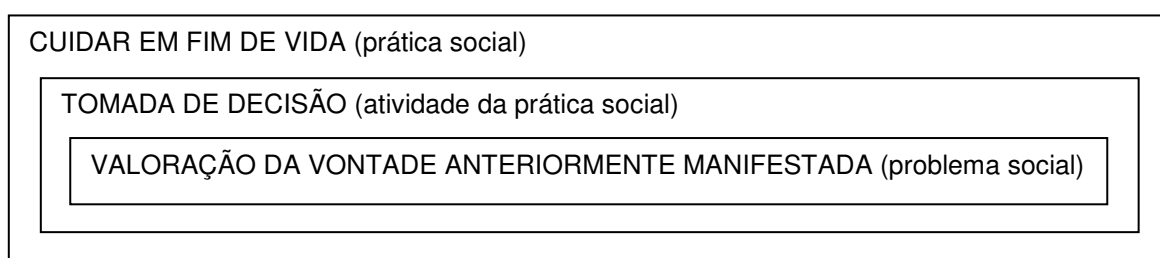 CUIDAR EM FIM DE VIDA (prática social)
TOMADA DE DECISÃO (atividade da prática social)
VALORAÇÃO DA VONTADE ANTERIORMENTE MANIFESTADA (problema social)